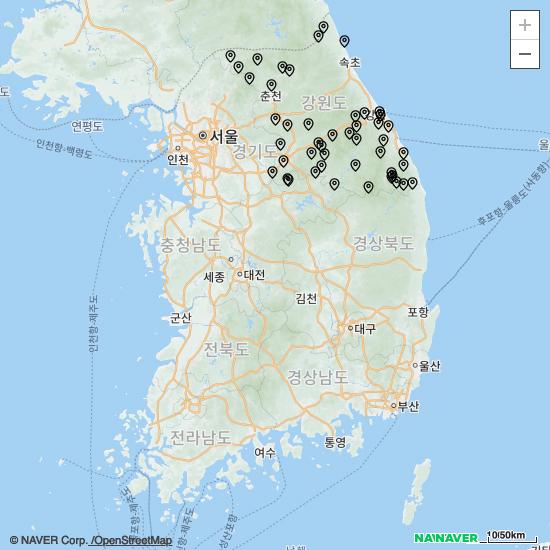 +
−
속초
춘천
강원도
강
연평도
서울
인천항-백령도
인천
경기도
울
후포항-울릉도(사동항)
충청남도
경상북도
세종
대전
김천
인천항-제주도
군산
포항
대구
전라북도
울산
경상남도
부산
전라남도
여수
통영
성산포항
© NAVER Corp. /OpenStreetMap
NAVER
10/50km